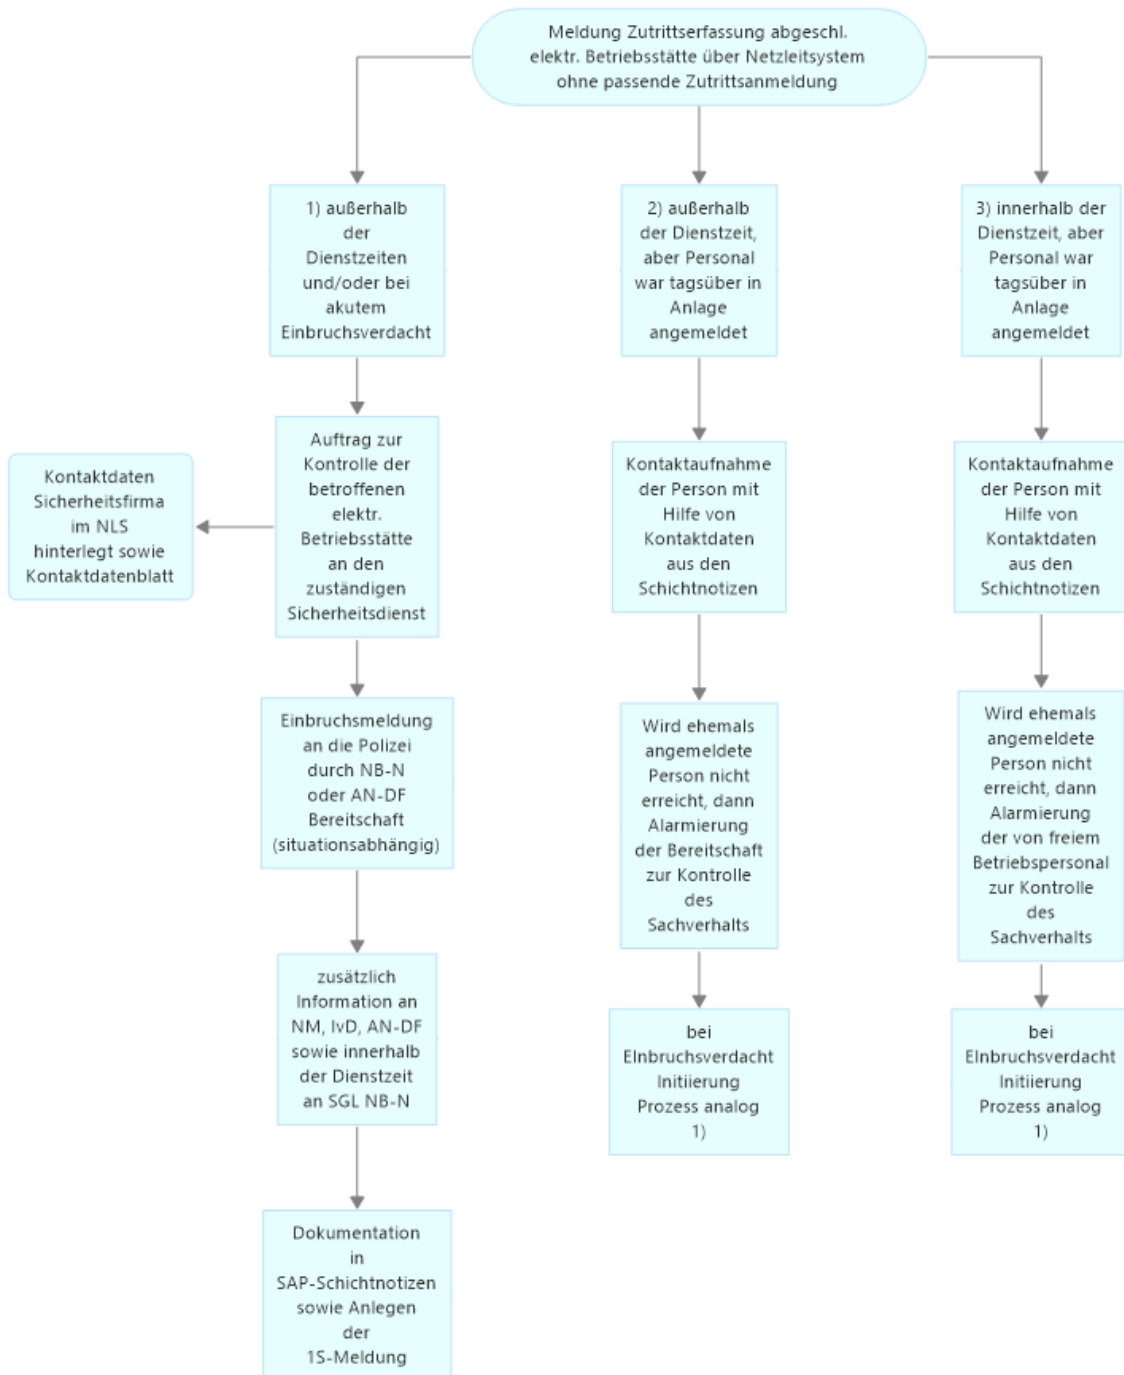 Meldung Zutrittserfassung abgeschl.
elektr. Betriebsstätte über Netzleitsystem
ohne passende Zutrittsanmeldung
1) außerhalb
der
Dienstzeiten
und/oder bei
akutem
Einbruchsverdacht
Auftrag zur
Kontrolle der
betroffenen
elektr.
Betriebsstätte
an den
zuständigen
Sicherheitsdienst
Kontaktdaten
Sicherheitsfirma
im NLS
hinterlegt sowie
Kontaktdatenblatt
Einbruchsmeldung
an die Polizei
durch NB-N
oder AN-DF
Bereitschaft
(situationsabhängig)
zusätzlich
Information an
NM, IvD, AN-DF
sowie innerhalb
der Dienstzeit
an SGL NB-N
Dokumentation
in
SAP-Schichtnotizen
sowie Anlegen
der
1S-Meldung
2) außerhalb
der Dienstzeit,
aber Personal
war tagsüber in
Anlage
angemeldet
Kontaktaufnahme
der Person mit
Hilfe von
Kontaktdaten
aus den
Schichtnotizen
Wird ehemals
angemeldete
Person nicht
erreicht, dann
Alarmierung
der Bereitschaft
zur Kontrolle
des
Sachverhalts
bei
EInbruchsverdacht
Initiierung
Prozess analog
1)
3) innerhalb der
Dienstzeit, aber
Personal war
tagsüber in
Anlage
angemeldet
Kontaktaufnahme
der Person mit
Hilfe von
Kontaktdaten
aus den
Schichtnotizen
Wird ehemals
angemeldete
Person nicht
erreicht, dann
Alarmierung
der von freiem
Betriebspersonal
zur Kontrolle
des
Sachverhalts
bei
EInbruchsverdacht
Initiierung
Prozess analog
1)